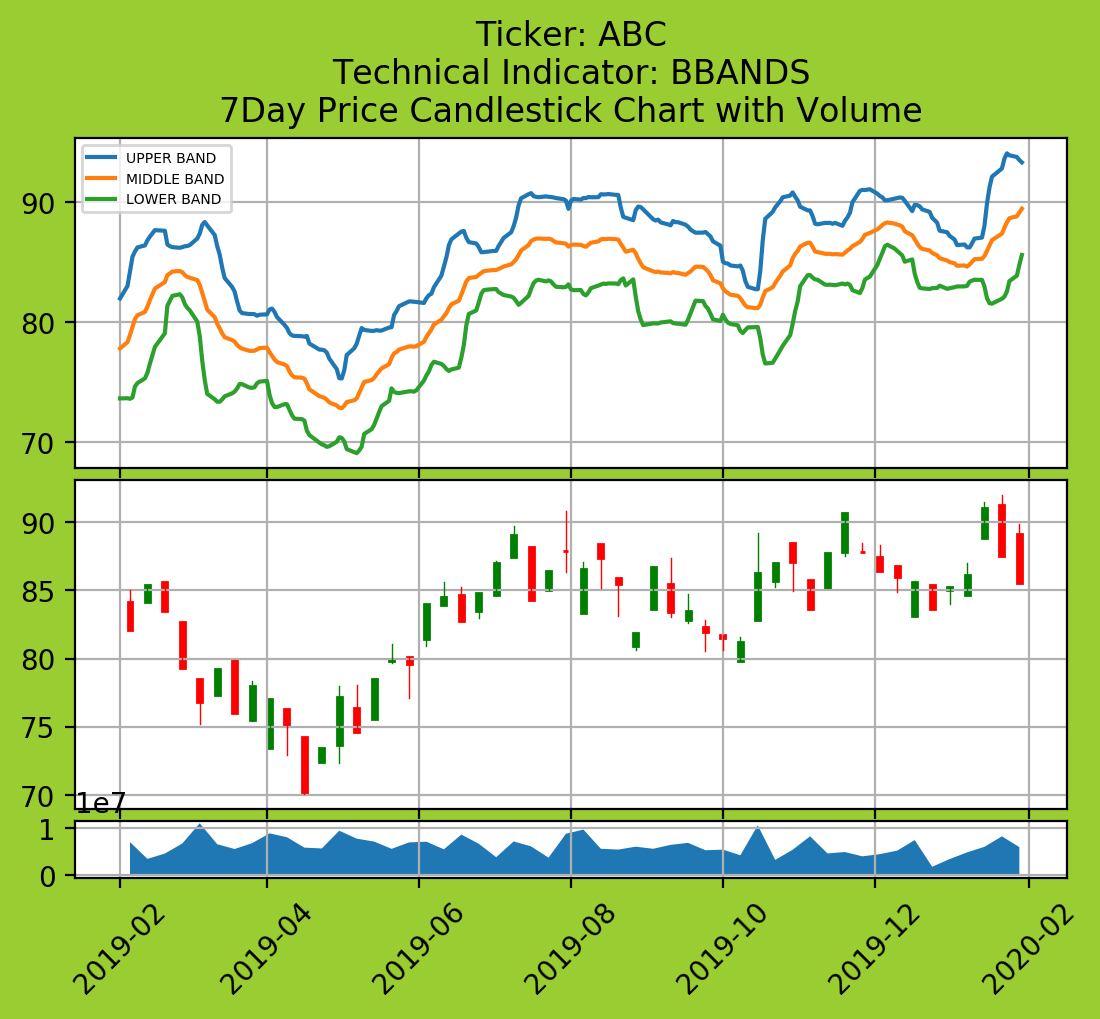 Ticker: ABC
Technical Indicator: BBANDS
7Day Price Candlestick Chart with Volume
UPPER BAND
MIDDLE BAND
LOWER BAND
90
80
70
90
85
80
75
70
1e7
1
0
2019-02
2019-04
2019-06
2019-08
2019-10
2019-12
2020-02